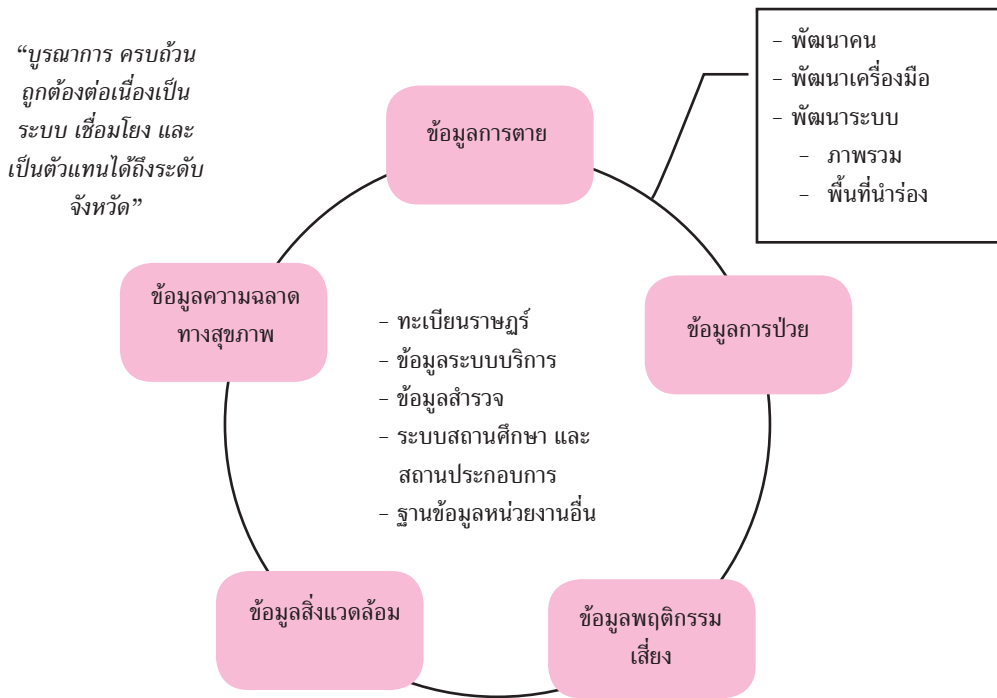 “บูรณาการ ครบถ้วน
ถูกต้องต่อเนื่องเป็น
ระบบ เชื่อมโยง และ
เป็นตัวแทนได้ถึงระดับ
จังหวัด”
- พัฒนาคน
- พัฒนาเครื่องมือ
- พัฒนาระบบ
- ภาพรวม
- พื้นที่นำร่อง
ข้อมูลการตาย
ข้อมูลความฉลาด
ทางสุขภาพ
ข้อมูลการป่วย
- ทะเบียนราษฏร์
- ข้อมูลระบบบริการ
- ข้อมูลสำรวจ
- ระบบสถานศึกษา และ
สถานประกอบการ
- ฐานข้อมูลหน่วยงานอื่น
ข้อมูลสิ่งแวดล้อม
ข้อมูลพฤติกรรม
เสี่ยง